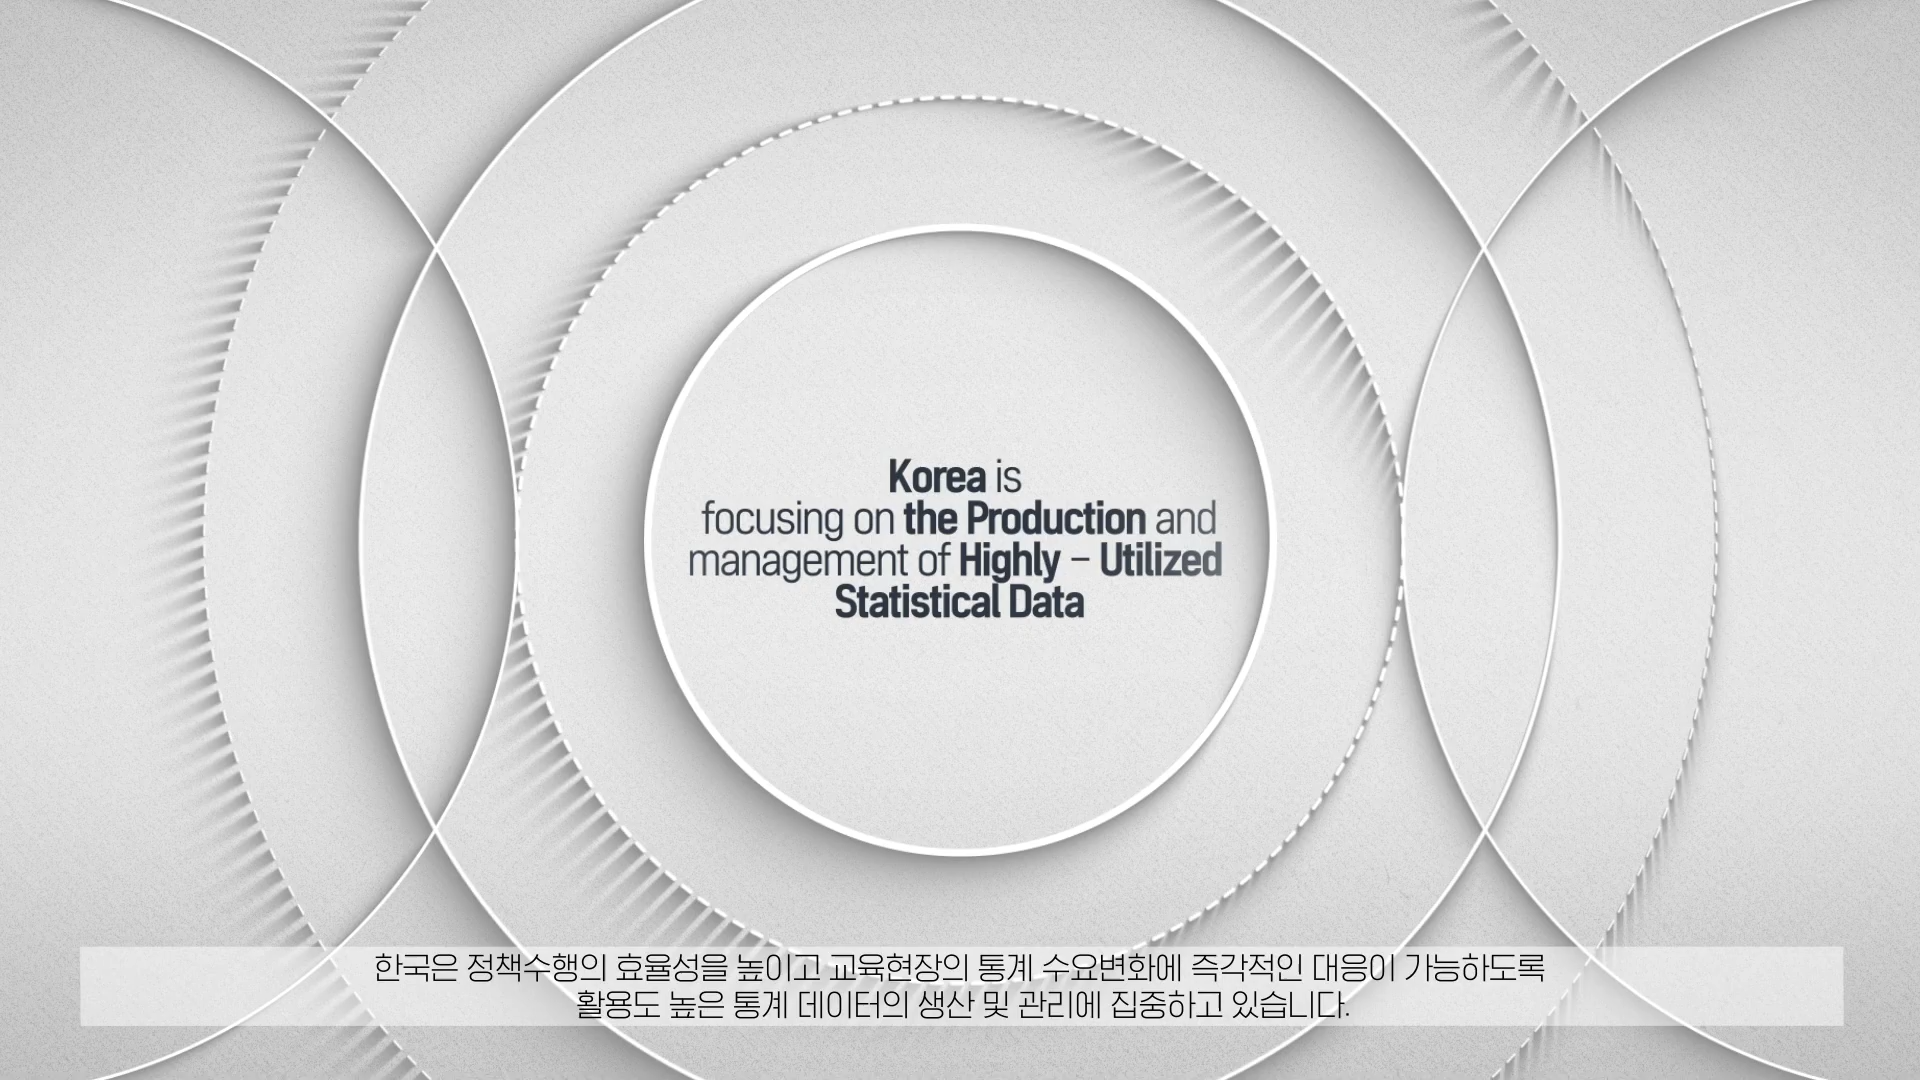 Korea is
focusing on the Production and
management of Highly – Utilized
Statistical Data
한국은 정책수행의 효율성을 높이고 교육현장의 통계 수요변화에 즉각적인 대응이 가능하도록
활용도 높은 통계 데이터의 생산 및 관리에 집중하고 있습니다.